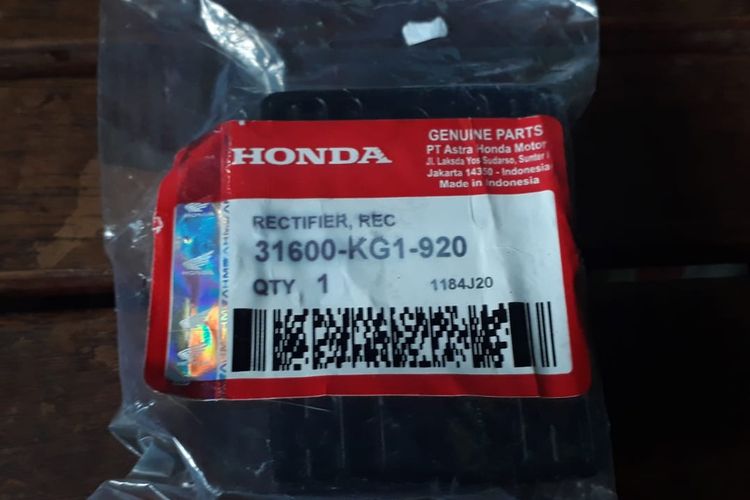 HONDA
GENUINE PARTS
PT Astra Honda Motor
Jl. Laksda Yos Sudarso, Sunter I
Jakarta 14350 - Indonesia
Made in Indonesia
RECTIFIER, REC
31600-KG1-920
QTY 1
1184J20